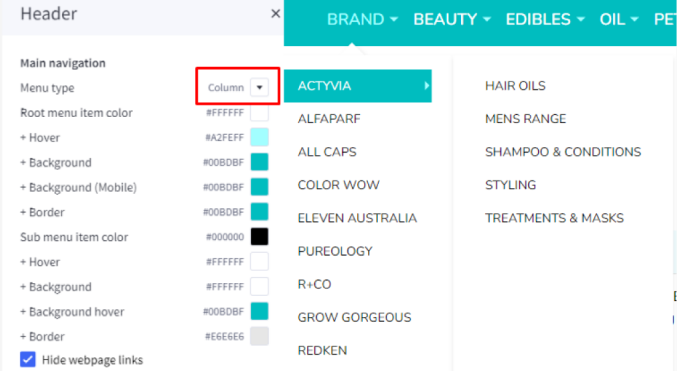 Header
Main navigation
Menu type Column
Root menu item color #FFFFFF
+ Hover #A2FEFF
+ Background #00BDBF
+ Background (Mobile) #00BDBF
+ Border #00BDBF
Sub menu item color #000000
+ Hover #FFFFFF
+ Background #FFFFFF
+ Background hover #00BDBF
+ Border #E6E6E6
Hide webpage links
BRAND BEAUTY EDIBLES OIL PE
ACTYVIA
ALFAPARF
ALL CAPS
COLOR WOW
ELEVEN AUSTRALIA
PUREOLOGY
R+CO
GROW GORGEOUS
REDKEN
HAIR OILS
MENS RANGE
SHAMPOO & CONDITIONS
STYLING
TREATMENTS & MASKS